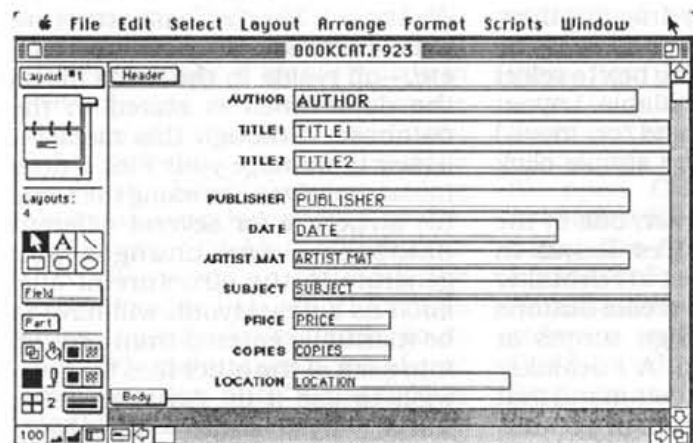 File Edit Select Layout Arrange Format Scripts Window
BOOKCAT.F923
Layout #1 Header
AUTHOR AUTHOR
TITLE1 TITLE1
TITLE2 TITLE2
1
Layouts:
4
PUBLISHER PUBLISHER
DATE DATE
A
ARTIST.MAT ARTIST.MAT
SUBJECT SUBJECT
Field
PRICE PRICE
Part
COPIES COPIES
LOCATION LOCATION
2 Body
100